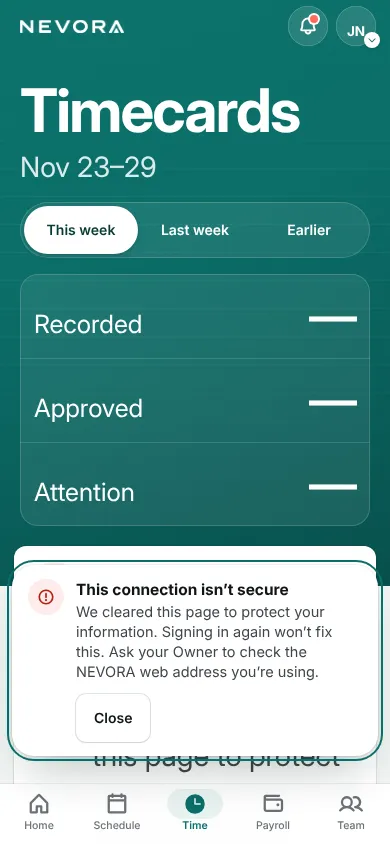 NEVORA
JN
Timecards
Nov 23–29
This week
Last week
Earlier
Recorded
Approved
Attention
This connection isn’t secure
We cleared this page to protect your
information. Signing in again won’t fix
this. Ask your Owner to check the
NEVORA web address you’re using.
Close
this page to protect
Home
Schedule
Time
Payroll
Team